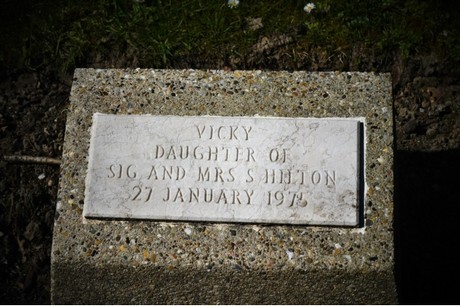 VICKY
DAUGHTER OF
SIG AND MRS S HILTON
27 JANUARY 1975